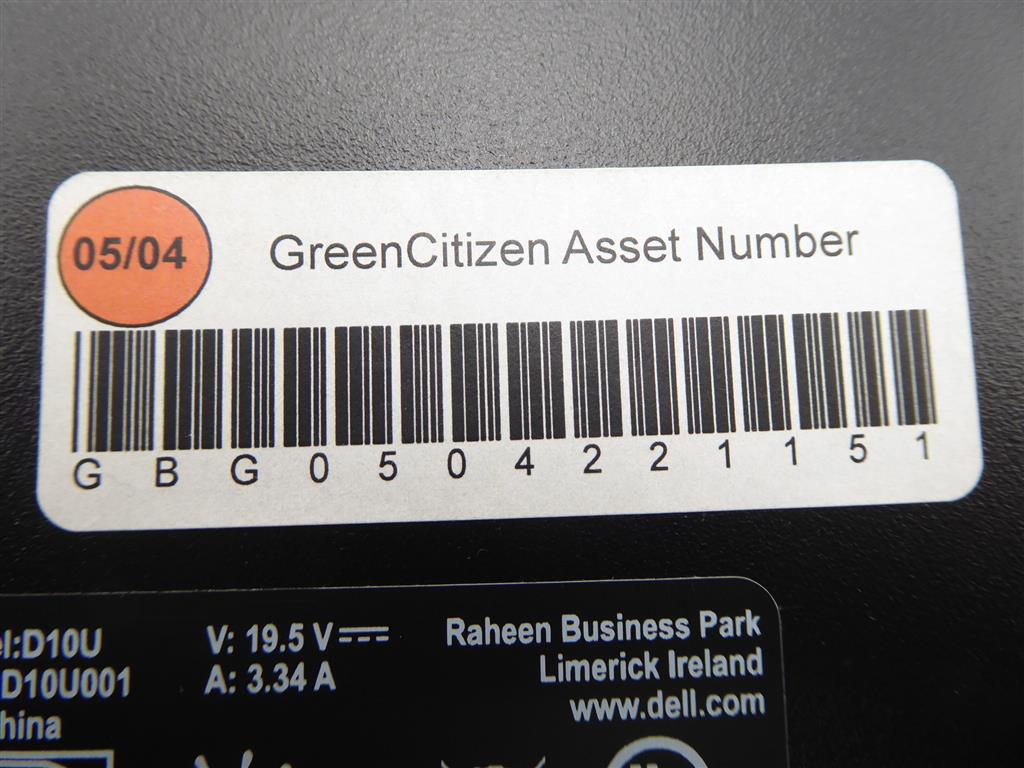 05/04
GreenCitizen Asset Number
G B G 0 5 0 4 2 2 1 1 5 1
el:D10U
D10U001
hina
V: 19.5 V
A: 3.34 A
Raheen Business Park
Limerick Ireland
www.dell.com